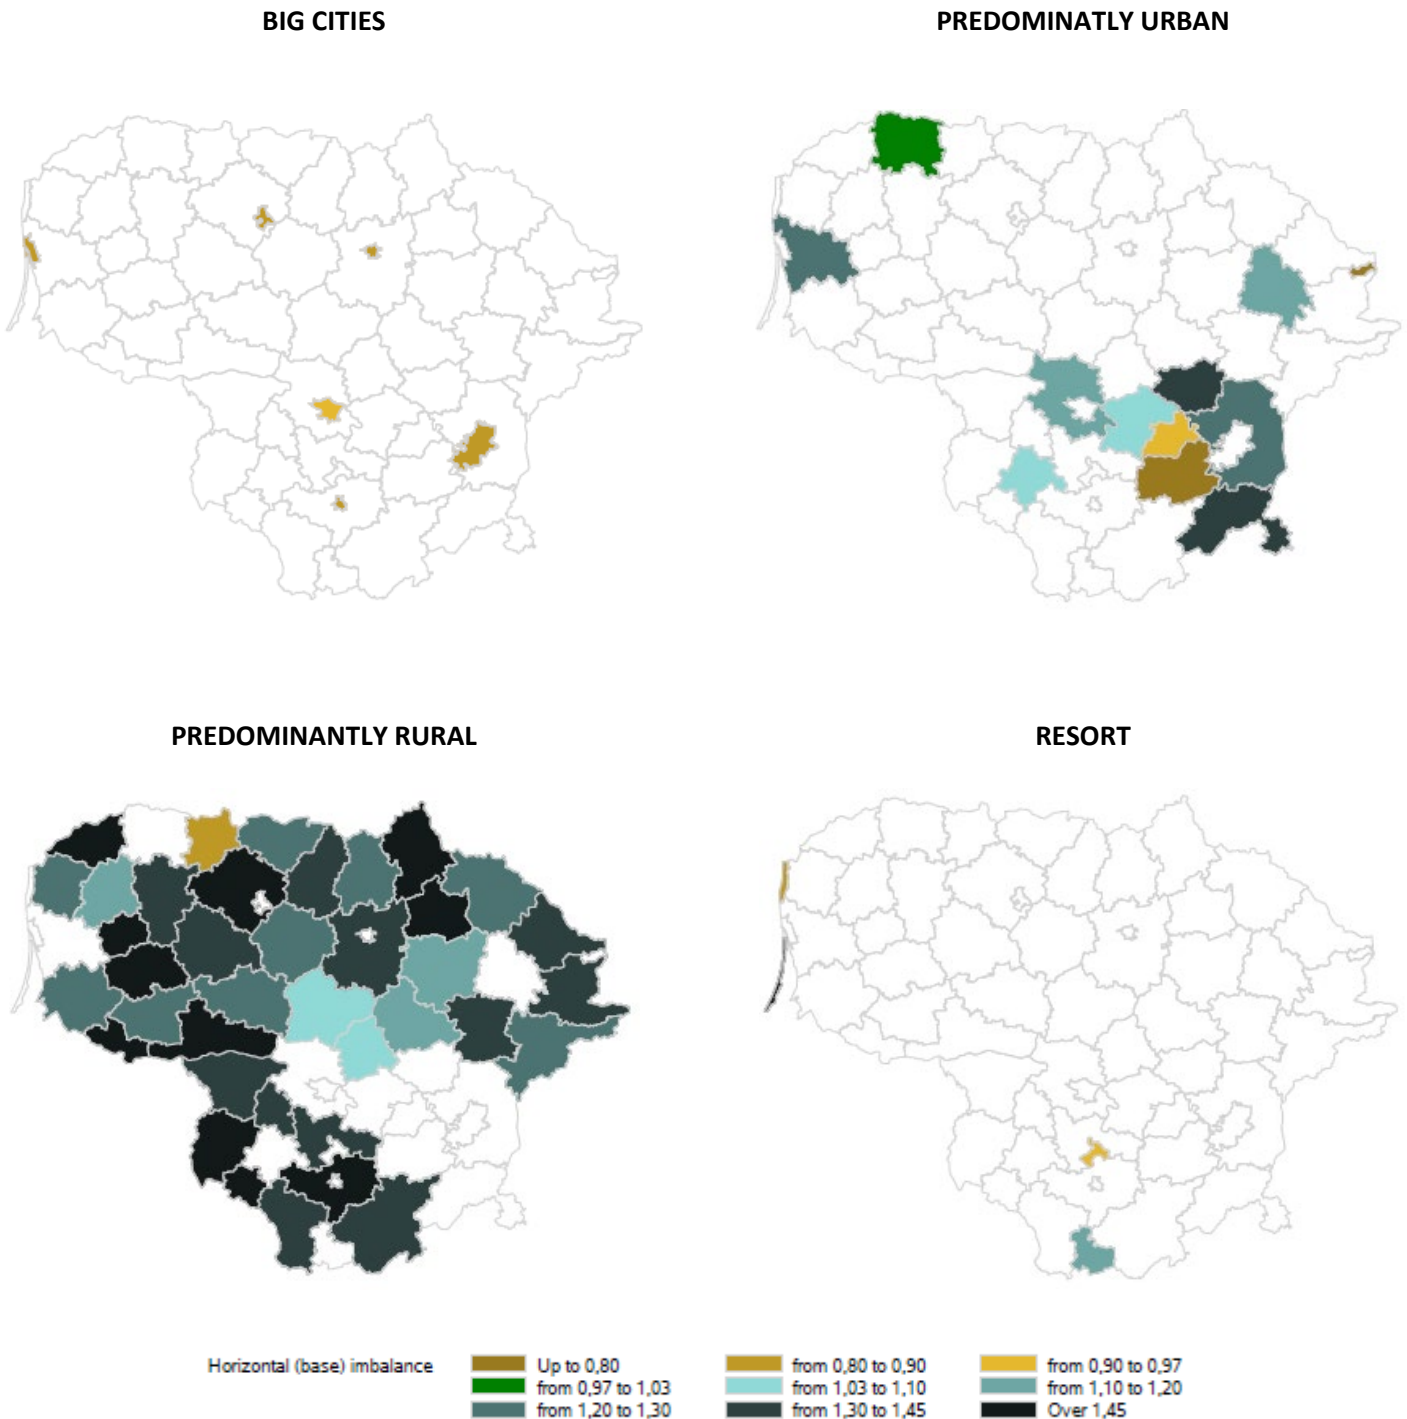 BIG CITIES
PREDOMINATLY URBAN
PREDOMINANTLY RURAL
RESORT
Horizontal (base) imbalance
Up to 0,80
from 0,80 to 0,90
from 0,90 to 0,97
from 0,97 to 1,03
from 1,03 to 1,10
from 1,10 to 1,20
from 1,20 to 1,30
from 1,30 to 1,45
Over 1,45